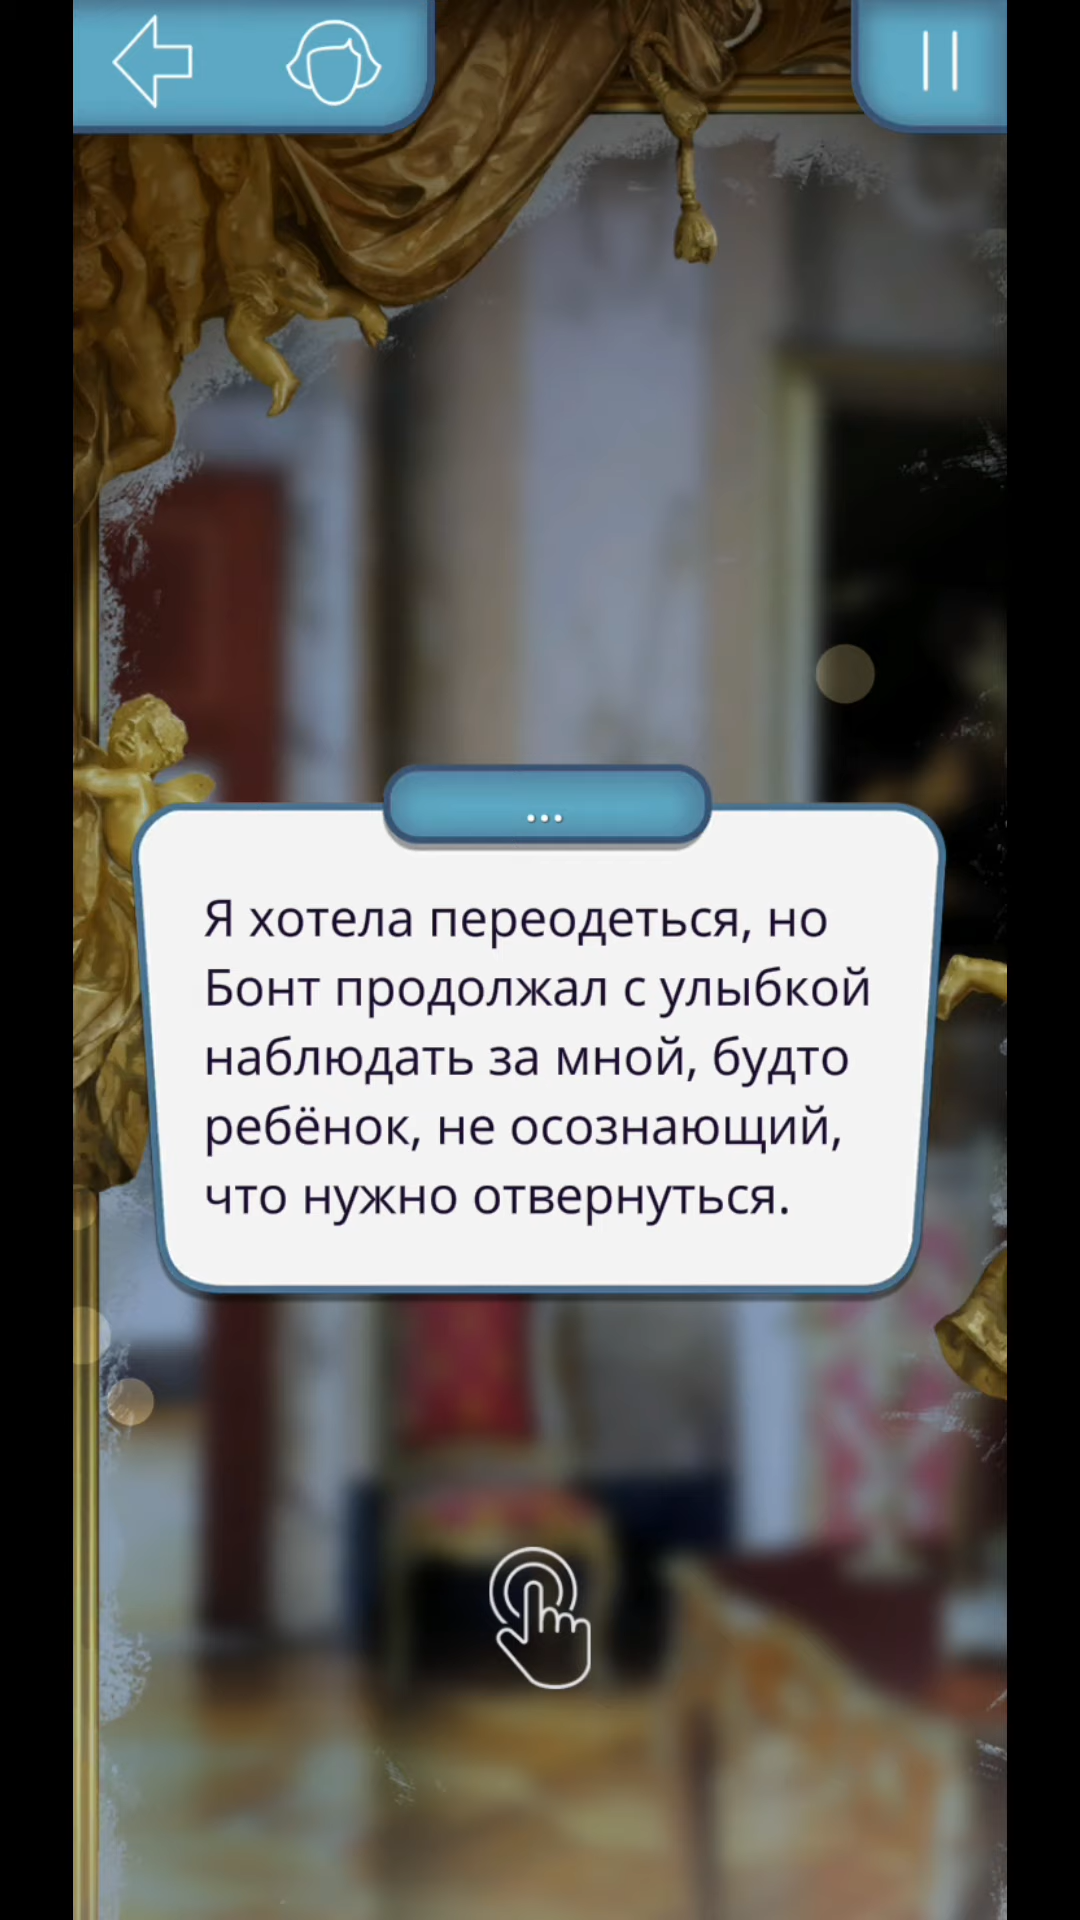 ...
Я хотела переодеться, но
Бонт продолжал с улыбкой
наблюдать за мной, будто
ребёнок, не осознающий,
что нужно отвернуться.